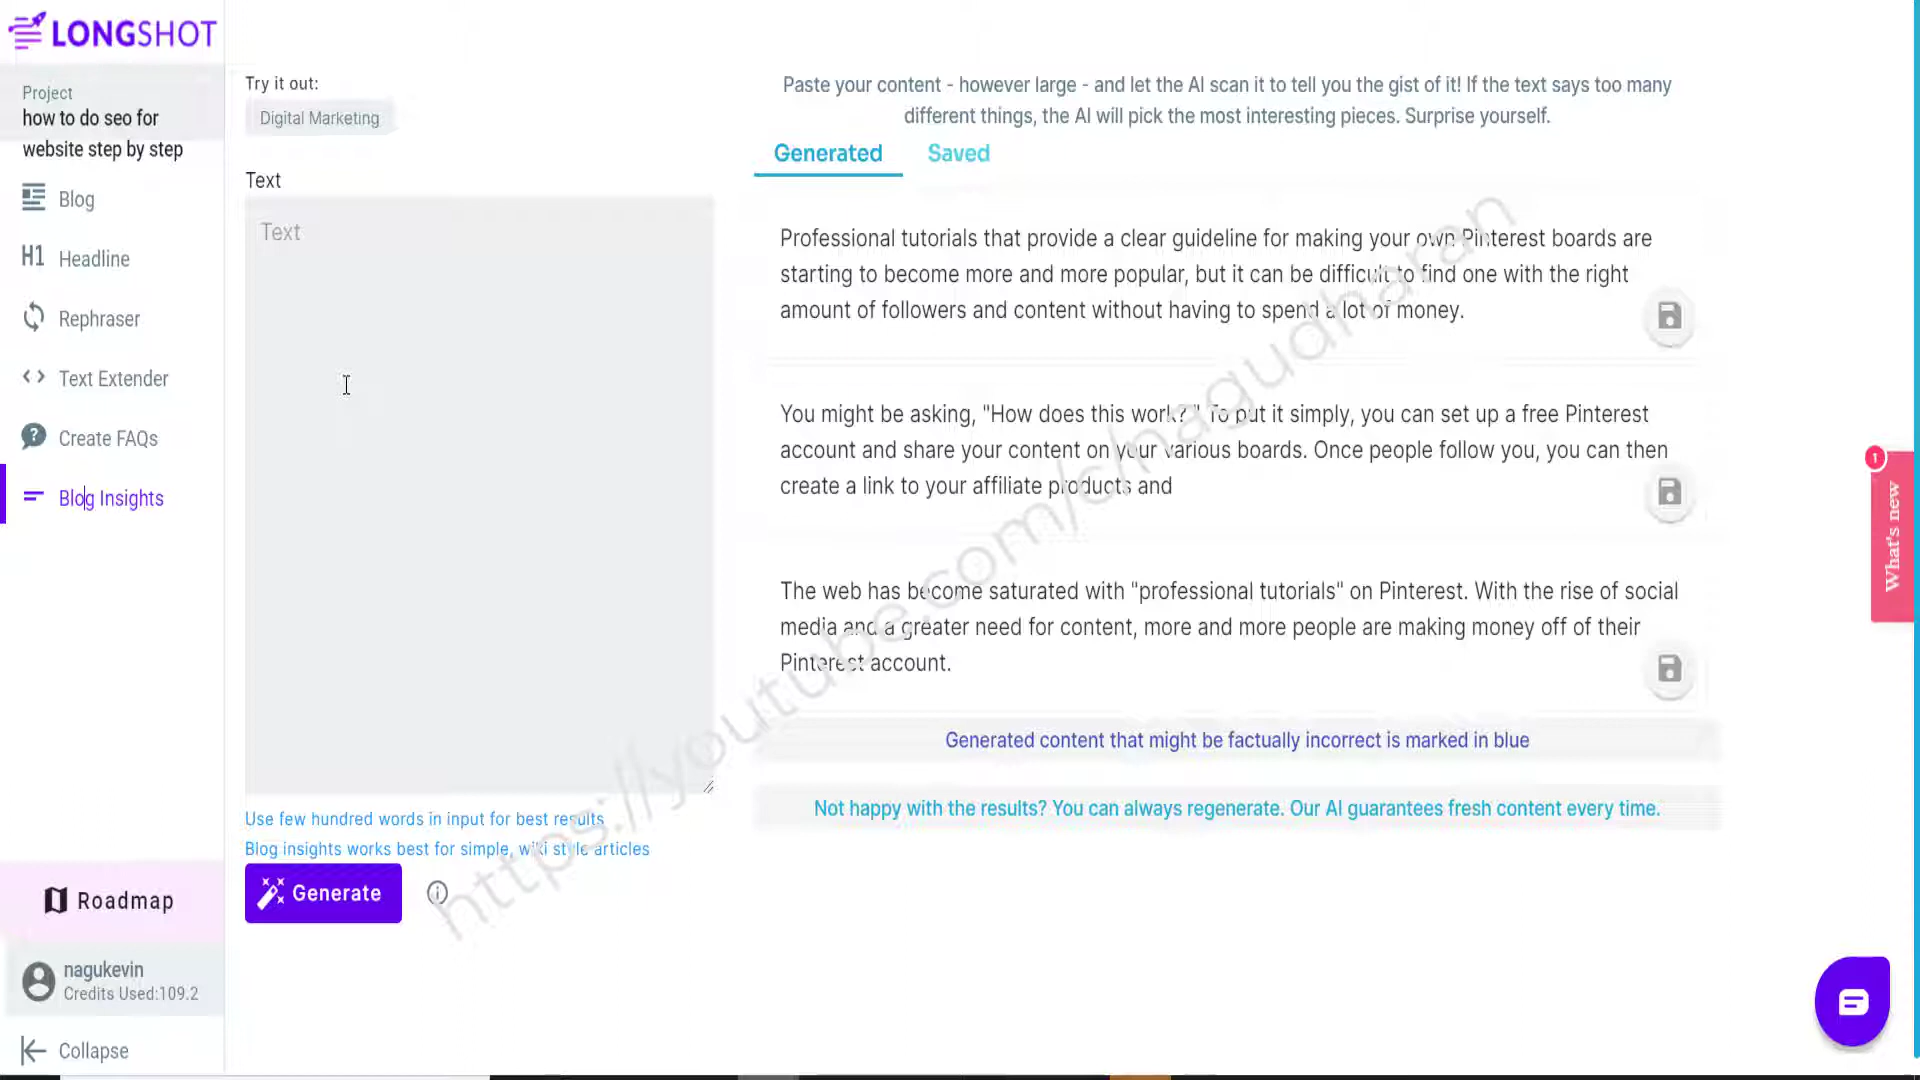 LONGSHOT
Project
how to do seo for
website step by step
Blog
H1 Headline
Rephraser
Text Extender
Create FAQs
Blog Insights
Roadmap
nagukevin
Credits Used:109.2
Collapse
Try it out:
Digital Marketing
Text
Text
Use few hundred words in input for best results
Blog insights works best for simple, wiki style articles
Generate
Paste your content - however large - and let the AI scan it to tell you the gist of it! If the text says too many
different things, the AI will pick the most interesting pieces. Surprise yourself.
Generated Saved
Professional tutorials that provide a clear guideline for making your own Pinterest boards are
starting to become more and more popular, but it can be difficult to find one with the right
amount of followers and content without having to spend a lot of money.
You might be asking, "How does this work?" To put it simply, you can set up a free Pinterest
account and share your content on your various boards. Once people follow you, you can then
create a link to your affiliate products and
The web has become saturated with "professional tutorials" on Pinterest. With the rise of social
media and a greater need for content, more and more people are making money off of their
Pinterest account.
Generated content that might be factually incorrect is marked in blue
Not happy with the results? You can always regenerate. Our AI guarantees fresh content every time.
1
What's new
https://youtube.com/c/nagudharan